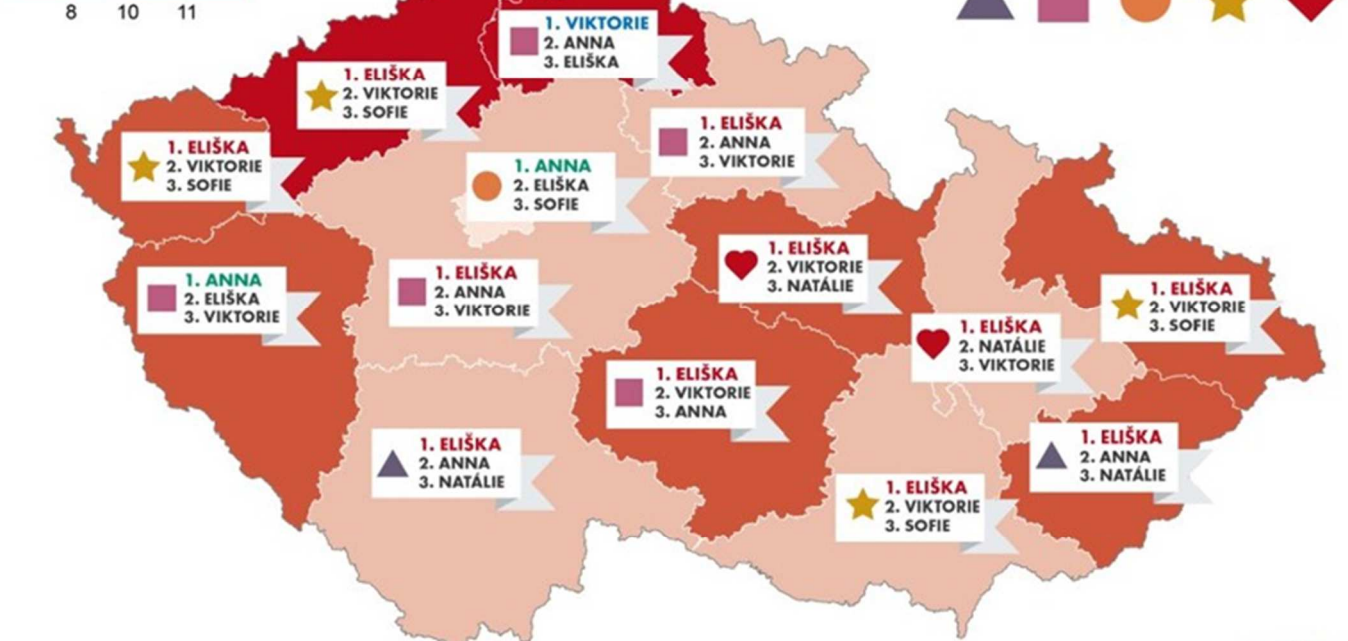 8 10 11
1. VIKTORIE
2. ANNA
3. ELIŠKA
1. ELIŠKA
2. VIKTORIE
3. SOFIE
1. ELIŠKA
2. ANNA
3. VIKTORIE
1. ELIŠKA
2. VIKTORIE
3. SOFIE
1. ANNA
2. ELIŠKA
3. SOFIE
1. ELIŠKA
2. VIKTORIE
3. NATÁLIE
1. ANNA
2. ELIŠKA
3. VIKTORIE
1. ELIŠKA
2. ANNA
3. VIKTORIE
1. ELIŠKA
2. VIKTORIE
3. SOFIE
1. ELIŠKA
2. NATÁLIE
3. VIKTORIE
1. ELIŠKA
2. VIKTORIE
3. ANNA
1. ELIŠKA
2. ANNA
3. NATÁLIE
1. ELIŠKA
2. ANNA
3. NATÁLIE
1. ELIŠKA
2. VIKTORIE
3. SOFIE